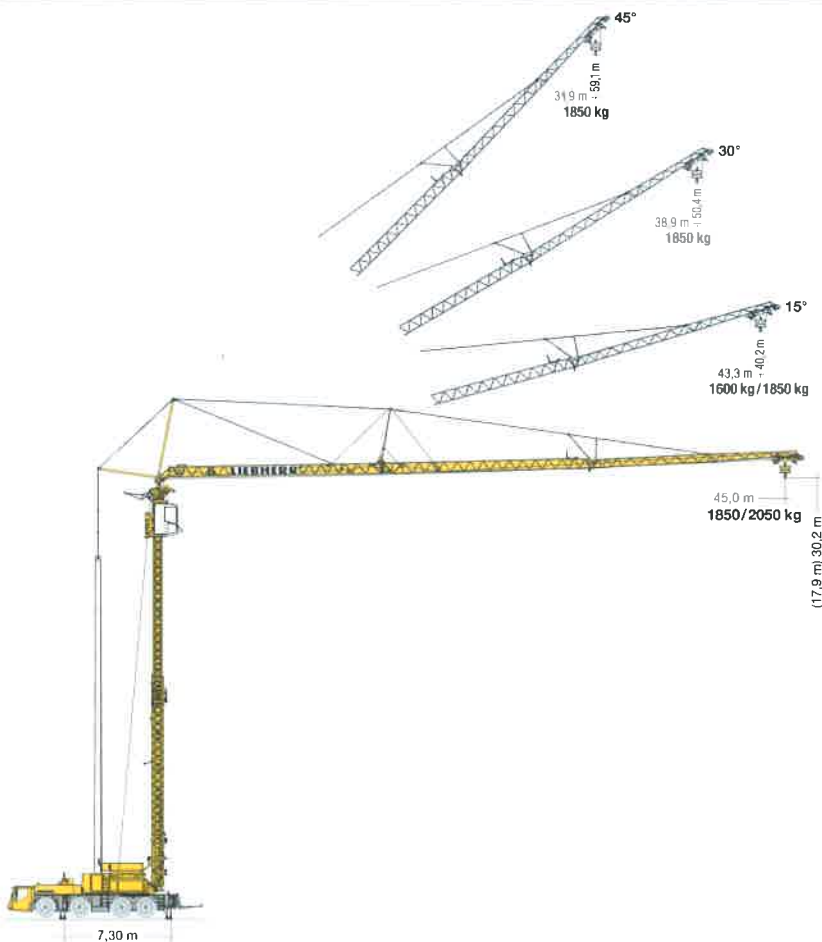 45°
59,1 m
31,9 m -
1850 kg
30°
50,4 m
38,9 m -
1850 kg
15°
40,2 m
43,3 m -
1600 kg/1850 kg
LIEBHERR
45,0 m
1850/2050 kg
(17,9 m) 30,2 m
7,30 m